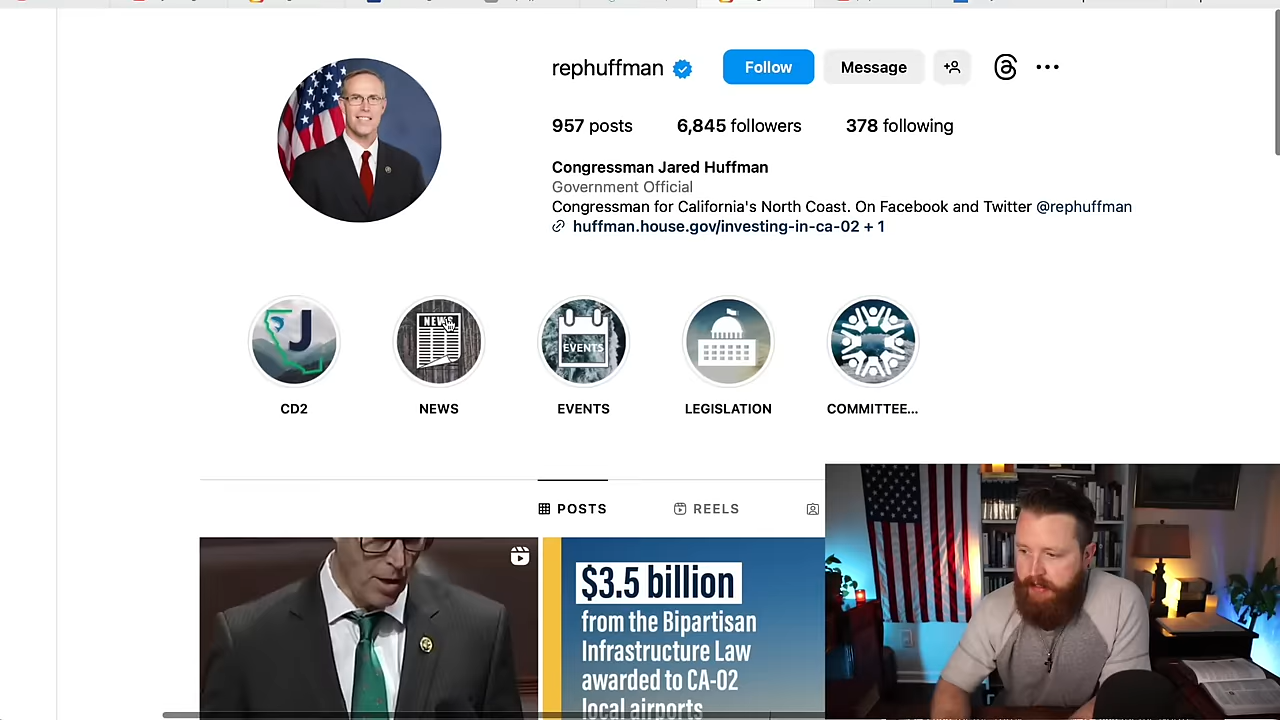 rephuffman
Follow
Message
957 posts
6,845 followers
378 following
Congressman Jared Huffman
Government Official
Congressman for California's North Coast. On Facebook and Twitter @rephuffman
huffman.house.gov/investing-in-ca-02 + 1
J
NEWS
EVENTS
CD2
NEWS
EVENTS
LEGISLATION
COMMITTEE...
POSTS
REELS
$3.5 billion
from the Bipartisan
Infrastructure Law
awarded to CA-02
local airports